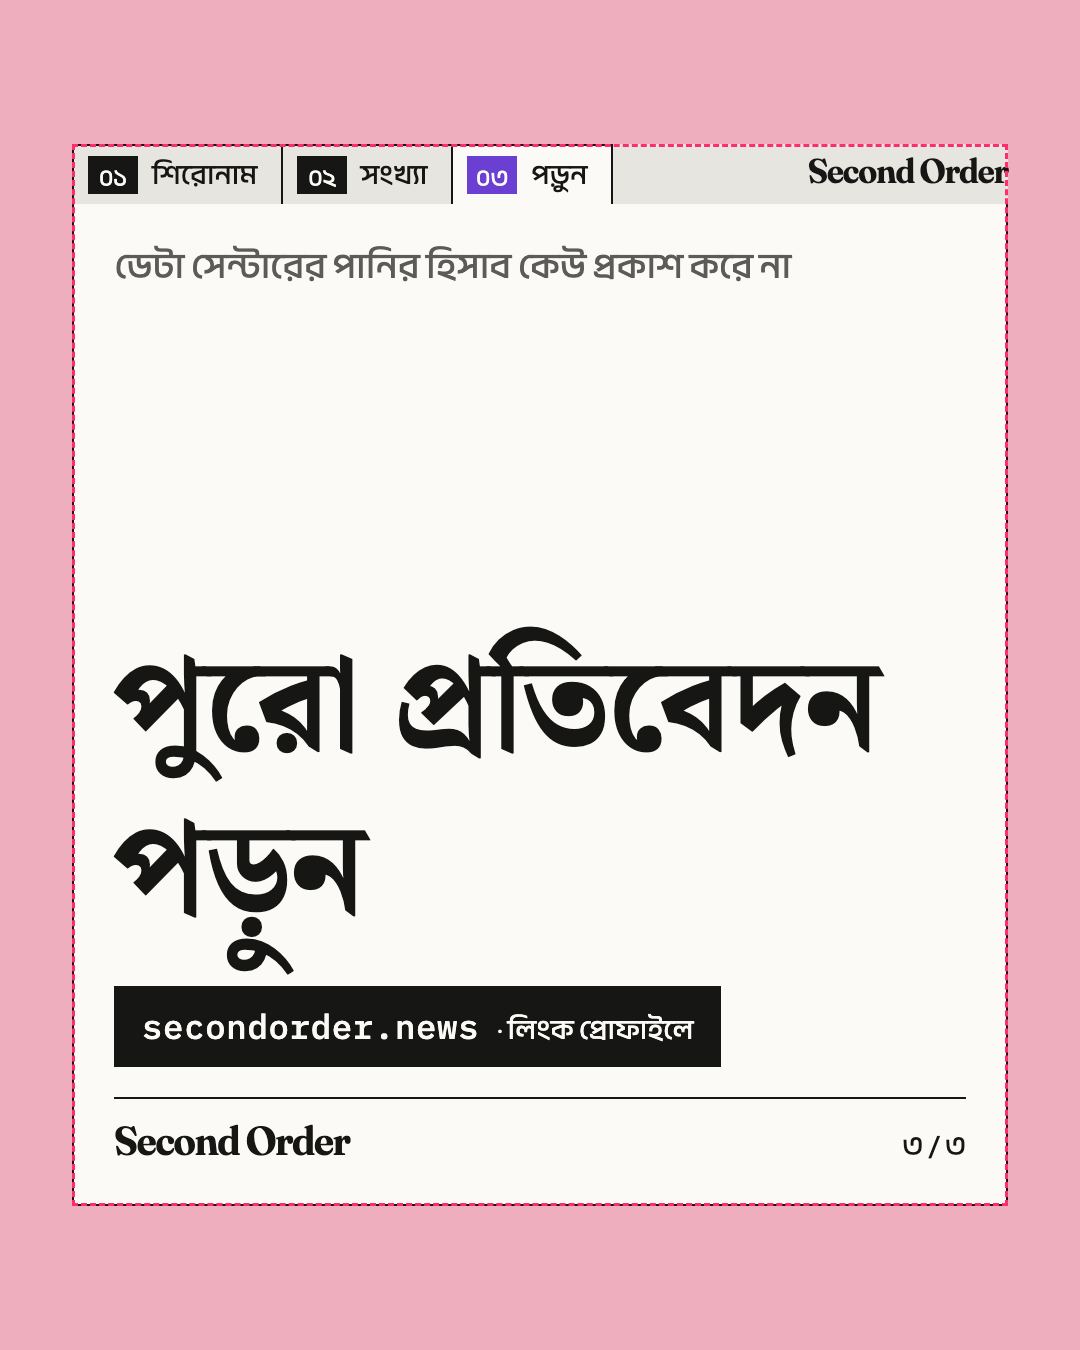 ০১ শিরোনাম ০২ সংখ্যা ০৩ পড়ুন Second Order
ডেটা সেন্টারের পানির হিসাব কেউ প্রকাশ করে না
পুরো প্রতিবেদন
পড়ুন
secondorder.news · লিংক প্রোফাইলে
Second Order ৩ / ৩